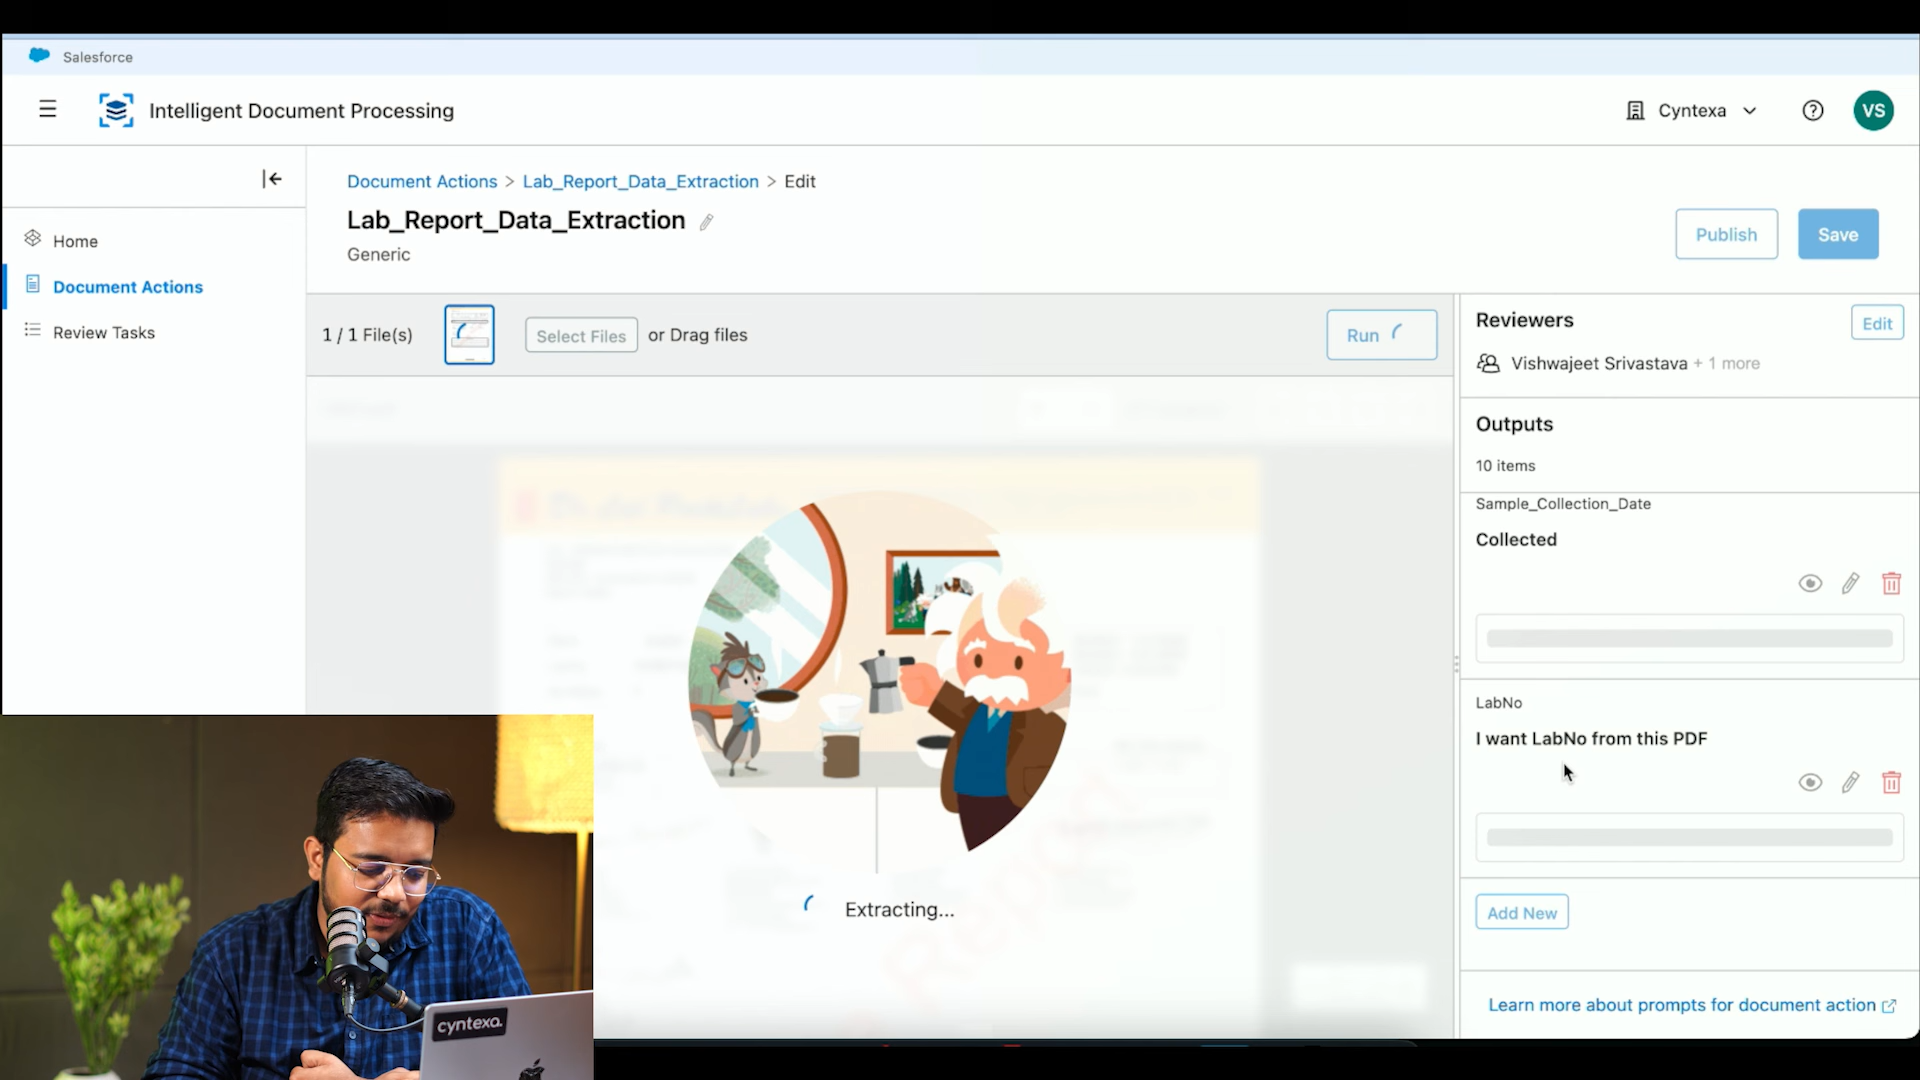 Salesforce
Intelligent Document Processing
Cyntexa
VS
Document Actions > Lab_Report_Data_Extraction > Edit
Lab_Report_Data_Extraction
Generic
Publish
Save
Home
Document Actions
Review Tasks
1 / 1 File(s)
Select Files
or Drag files
Run
Reviewers
Edit
Vishwajeet Srivastava + 1 more
Outputs
10 items
Sample_Collection_Date
Collected
LabNo
I want LabNo from this PDF
Extracting...
Add New
Learn more about prompts for document action
cyntexa.